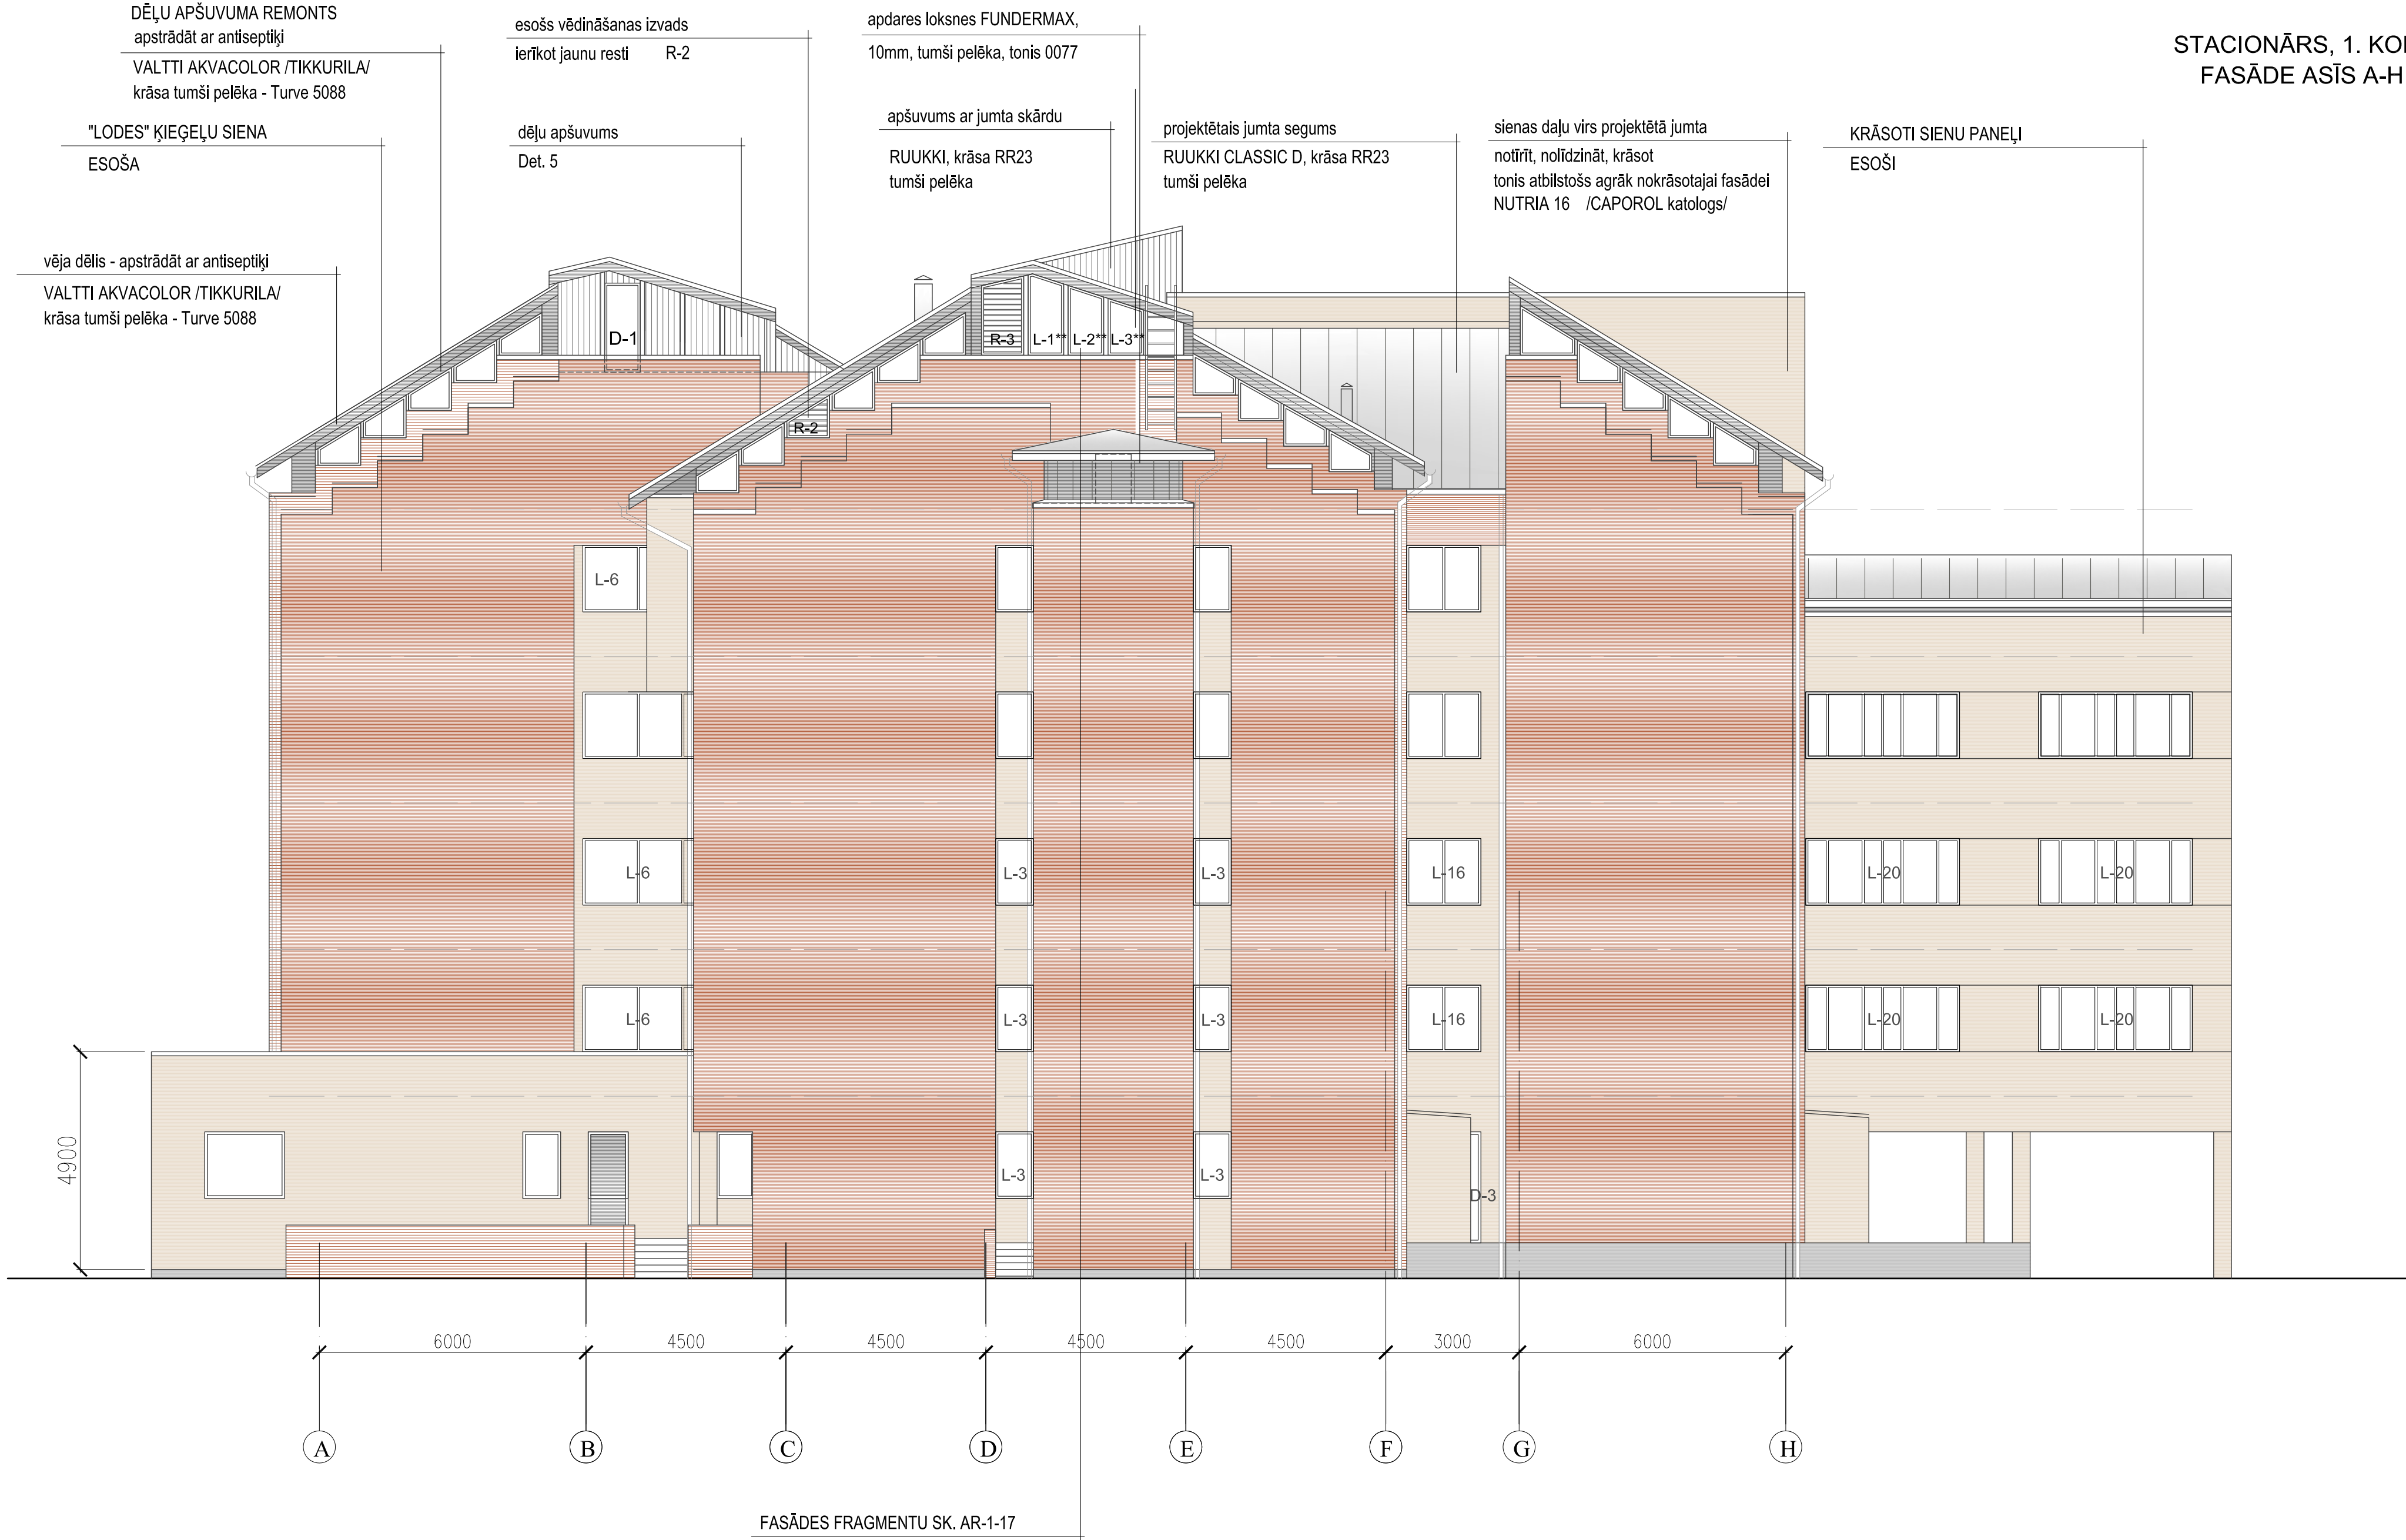 DĒĻU APŠUVUMA REMONTS
apstrādāt ar antiseptiķi
VALTTI AKVACOLOR /TIKKURILA/
krāsa tumši pelēka - Turve 5088
esošs vēdināšanas izvads
ierīkot jaunu resti R-2
apdares loksnes FUNDERMAX,
10mm, tumši pelēka, tonis 0077
STACIONĀRS, 1. KO
FASĀDE ASĪS A-H
"LODES" ĶIEĢEĻU SIENA
ESOŠA
dēļu apšuvums
Det. 5
apšuvums ar jumta skārdu
RUUKKI, krāsa RR23
tumši pelēka
projektētais jumta segums
RUUKKI CLASSIC D, krāsa RR23
tumši pelēka
sienas daļu virs projektētā jumta
notīrīt, nolīdzināt, krāsot
tonis atbilstošs agrāk nokrāsotajai fasādei
NUTRIA 16 /CAPOROL katologs/
KRĀSOTI SIENU PANEĻI
ESOŠI
vēja dēlis - apstrādāt ar antiseptiķi
VALTTI AKVACOLOR /TIKKURILA/
krāsa tumši pelēka - Turve 5088
D-1
R-3 L-1** L-2** L-3**
R-2
L-6
L-6 L-3 L-3 L-16 L-20 L-20
L-6 L-3 L-3 L-16 L-20 L-20
4900
L-3 L-3 D-3
6000 4500 4500 4500 4500 3000 6000
A B C D E F G H
FASĀDES FRAGMENTU SK. AR-1-17